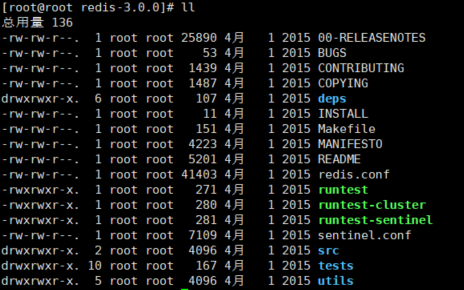 [root@root redis-3.0.0]# ll
总用量 136
-rw-rw-r--. 1 root root 25890 4月 1 2015 00-RELEASENOTES
-rw-rw-r--. 1 root root 53 4月 1 2015 BUGS
-rw-rw-r--. 1 root root 1439 4月 1 2015 CONTRIBUTING
-rw-rw-r--. 1 root root 1487 4月 1 2015 COPYING
drwxrwxr-x. 6 root root 107 4月 1 2015 deps
-rw-rw-r--. 1 root root 11 4月 1 2015 INSTALL
-rw-rw-r--. 1 root root 151 4月 1 2015 Makefile
-rw-rw-r--. 1 root root 4223 4月 1 2015 MANIFESTO
-rw-rw-r--. 1 root root 5201 4月 1 2015 README
-rw-rw-r--. 1 root root 41403 4月 1 2015 redis.conf
-rwxrwxr-x. 1 root root 271 4月 1 2015 runtest
-rwxrwxr-x. 1 root root 280 4月 1 2015 runtest-cluster
-rwxrwxr-x. 1 root root 281 4月 1 2015 runtest-sentinel
-rw-rw-r--. 1 root root 7109 4月 1 2015 sentinel.conf
drwxrwxr-x. 2 root root 4096 4月 1 2015 src
drwxrwxr-x. 10 root root 167 4月 1 2015 tests
drwxrwxr-x. 5 root root 4096 4月 1 2015 utils